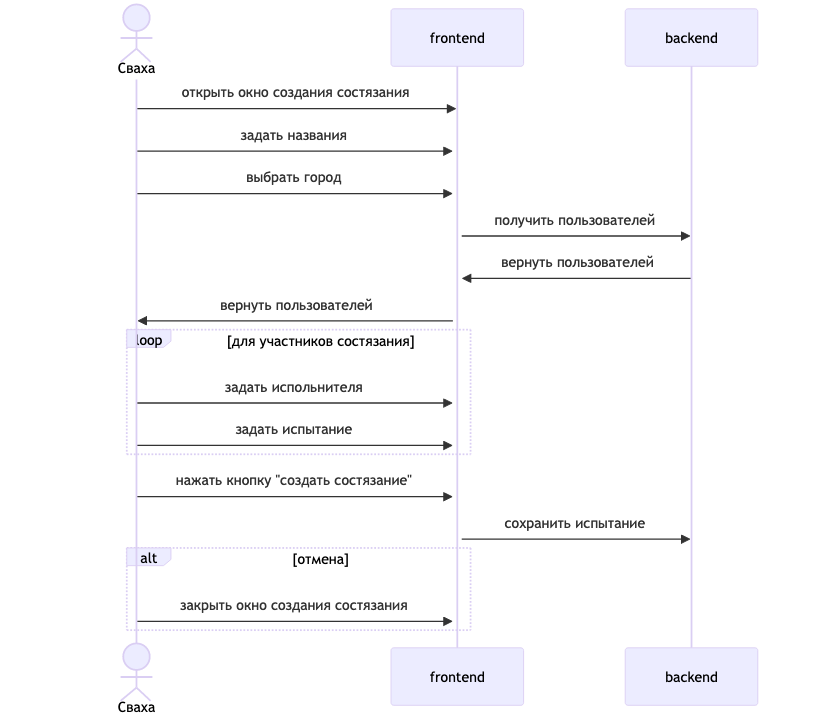 frontend
backend
Сваха
открыть окно создания состязания
задать названия
выбрать город
получить пользователей
вернуть пользователей
вернуть пользователей
loop
[для участников состязания]
задать испольнителя
задать испытание
нажать кнопку "создать состязание"
сохранить испытание
alt
[отмена]
закрыть окно создания состязания
frontend
backend
Сваха